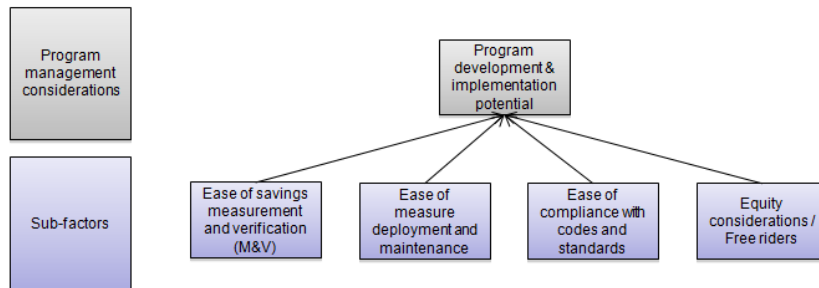 Program
management
considerations
Program
development &
implementation
potential
Sub-factors
Ease of savings
measurement
and verification
(M&V)
Ease of
measure
deployment and
maintenance
Ease of
compliance with
codes and
standards
Equity
considerations /
Free riders